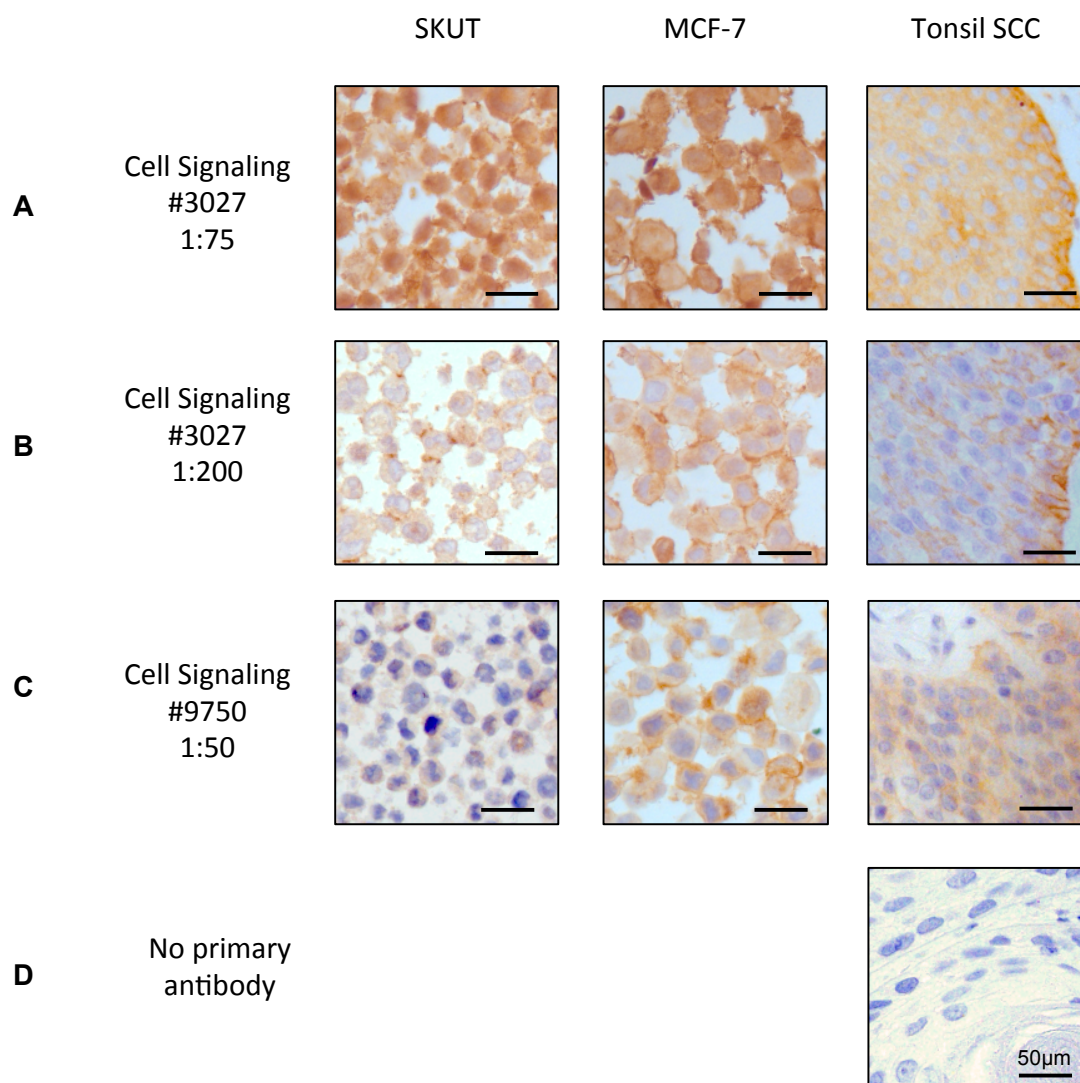 SKUT MCF-7 Tonsil SCC
A
Cell Signaling
#3027
1:75
B
Cell Signaling
#3027
1:200
C
Cell Signaling
#9750
1:50
D
No primary
antibody
50µm